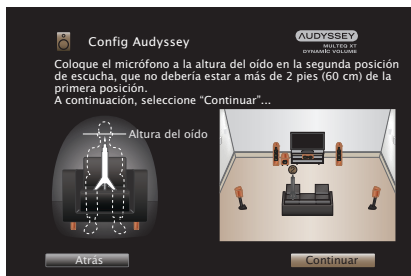 Config Audyssey
AUDYSSEY
MULTEQ XT
DYNAMIC VOLUME
Coloque el micrófono a la altura del oído en la segunda posición
de escucha, que no debería estar a más de 2 pies (60 cm) de la
primera posición.
A continuación, seleccione “Continuar”...
Altura del oído
Atrás
Continuar